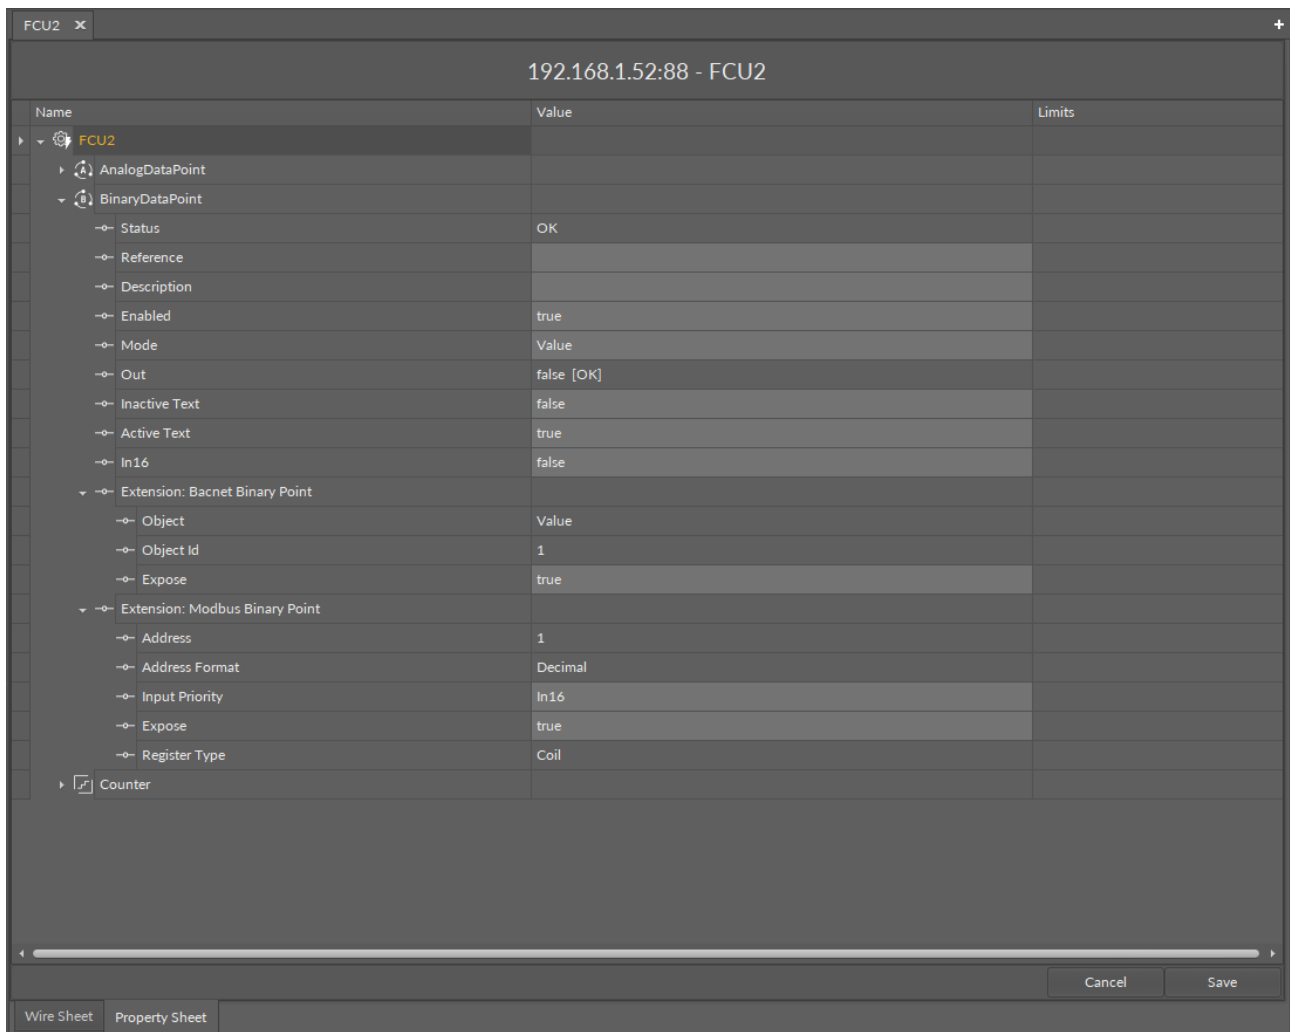 FCU2
192.168.1.52:88 - FCU2
Name Value Limits
FCU2
AnalogDataPoint
BinaryDataPoint
Status OK
Reference
Description
Enabled true
Mode Value
Out false [OK]
Inactive Text false
Active Text true
In16 false
Extension: Bacnet Binary Point
Object Value
Object Id 1
Expose true
Extension: Modbus Binary Point
Address 1
Address Format Decimal
Input Priority In16
Expose true
Register Type Coil
Counter
Cancel Save
Wire Sheet Property Sheet